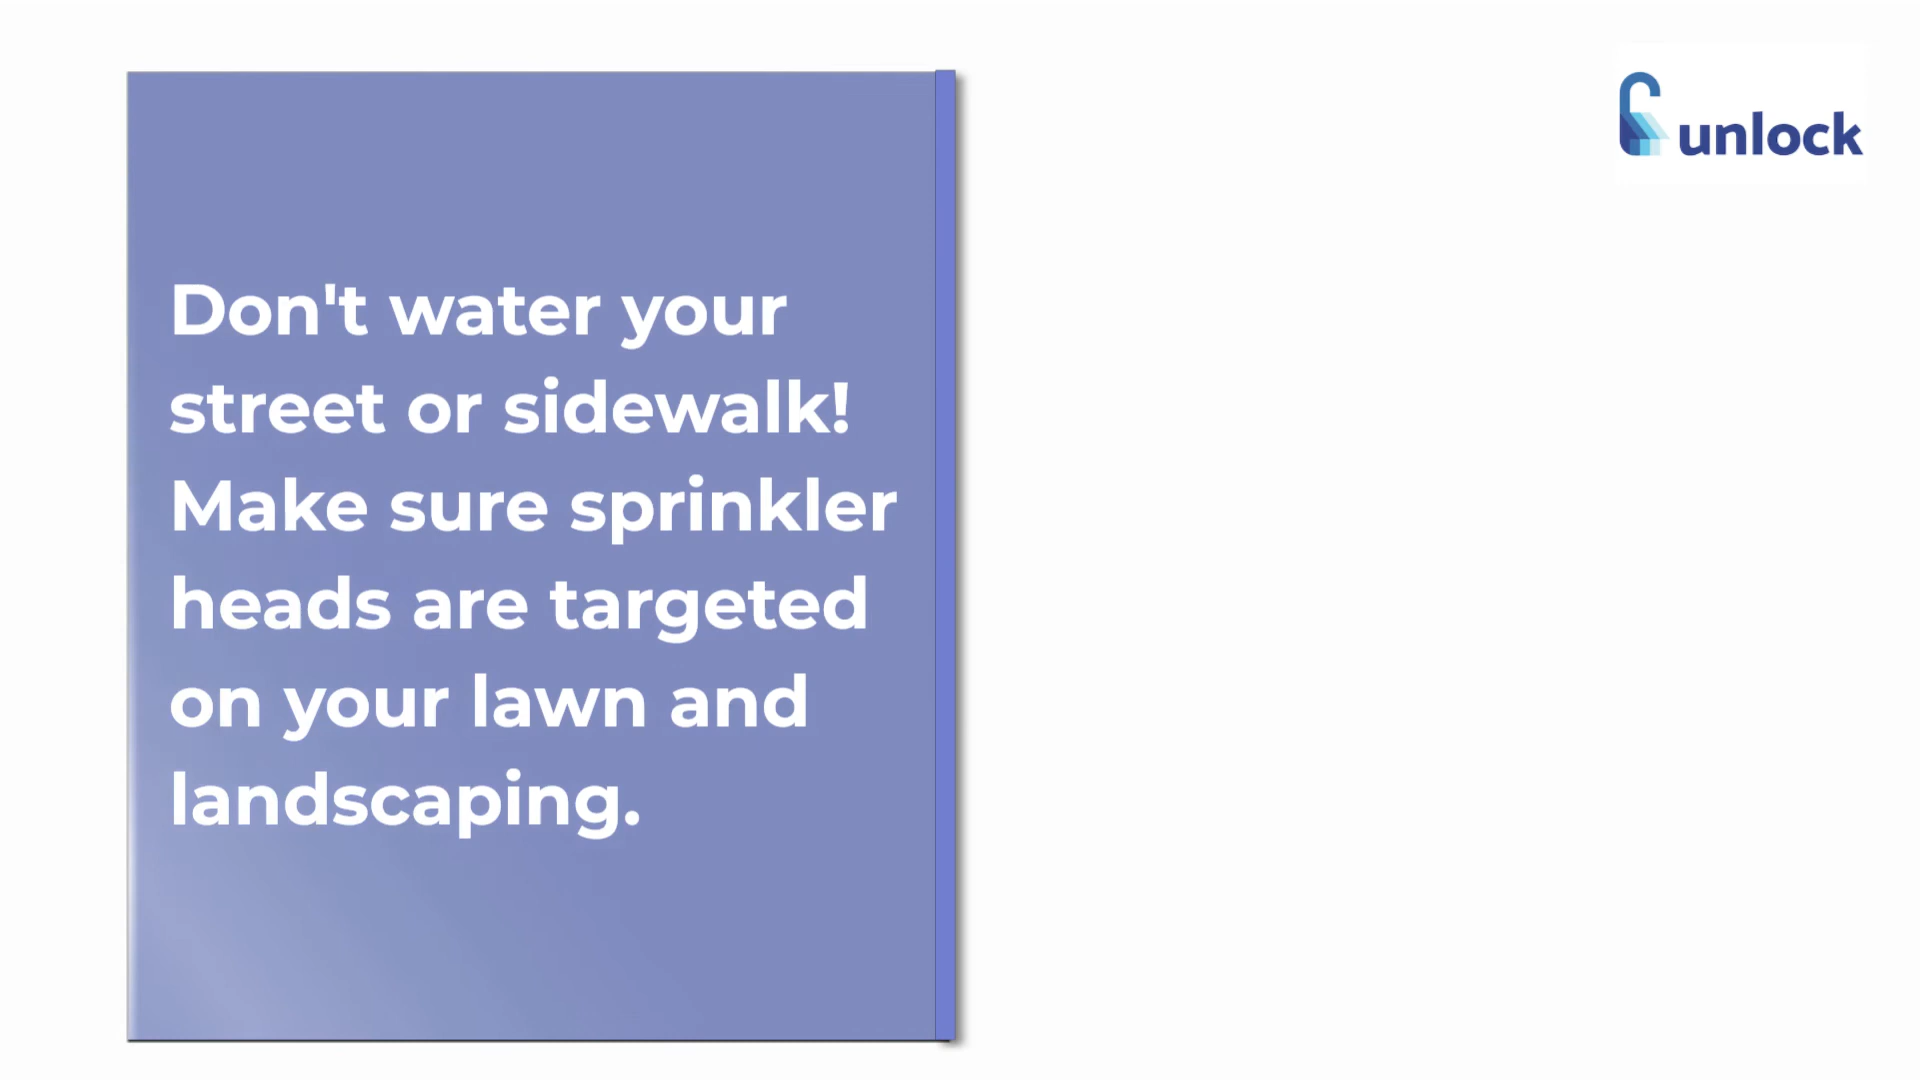 Don't water your
street or sidewalk!
Make sure sprinkler
heads are targeted
on your lawn and
landscaping.
unlock